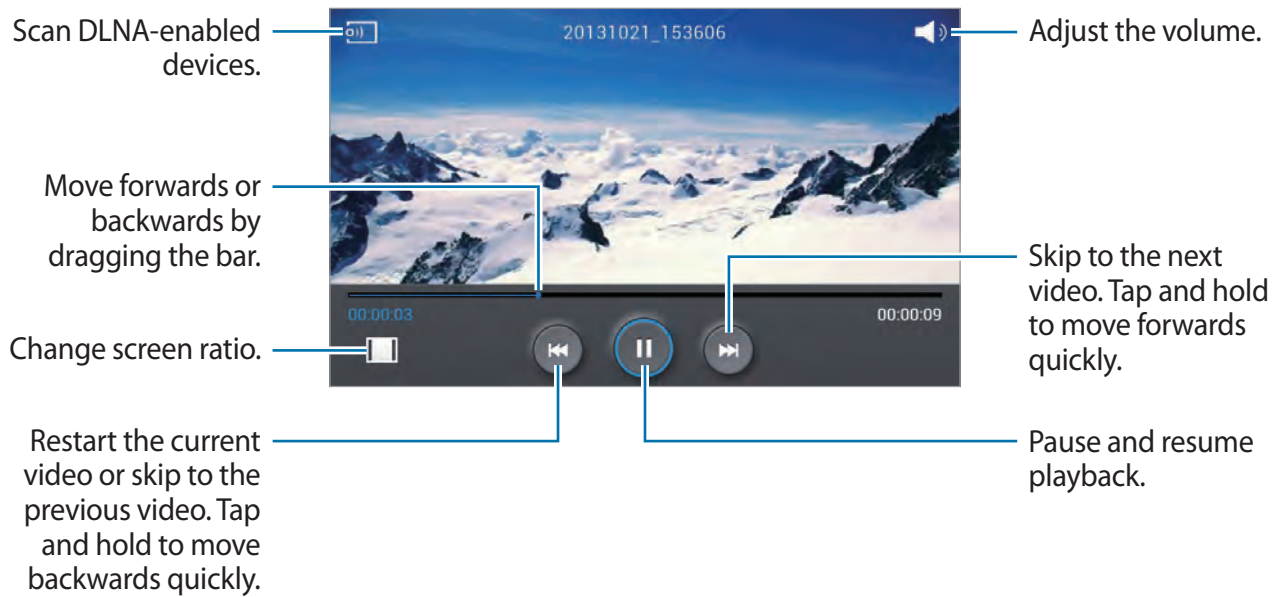 Scan DLNA-enabled
devices.
20131021_153606
Adjust the volume.
Move forwards or
backwards by
dragging the bar.
Skip to the next
video. Tap and hold
to move forwards
quickly.
00:00:03
00:00:09
Change screen ratio.
Restart the current
video or skip to the
previous video. Tap
and hold to move
backwards quickly.
Pause and resume
playback.